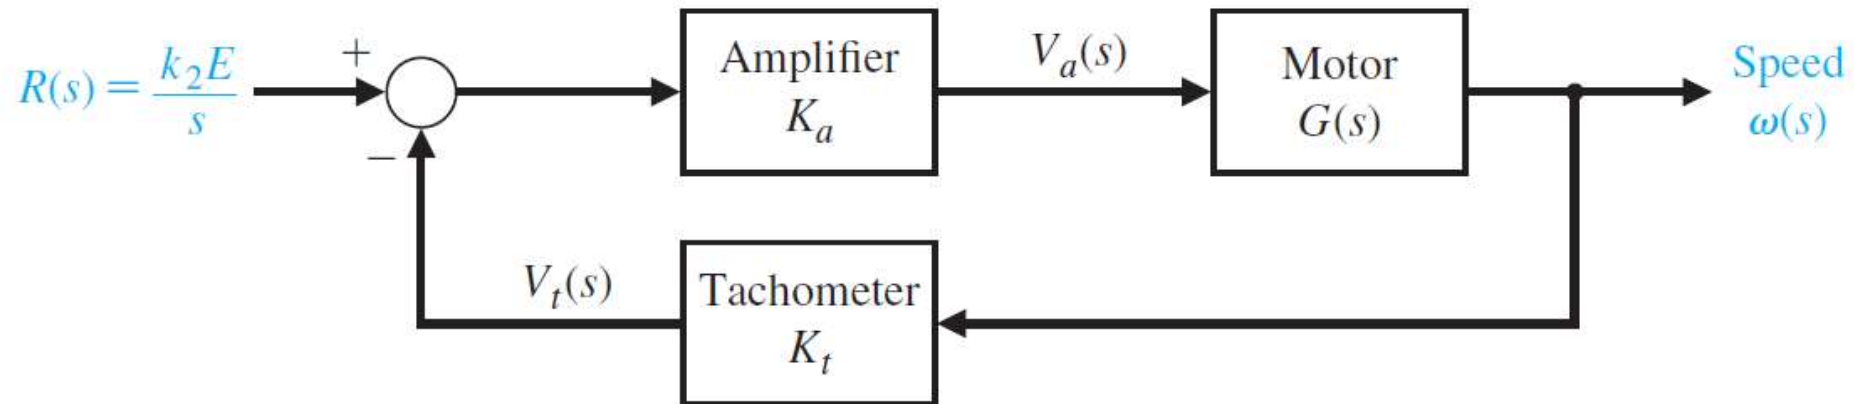 R(s) = k₂E / s
+
−
Amplifier
Kₐ
Vₐ(s)
Motor
G(s)
Speed
ω(s)
Vₜ(s)
Tachometer
Kₜ